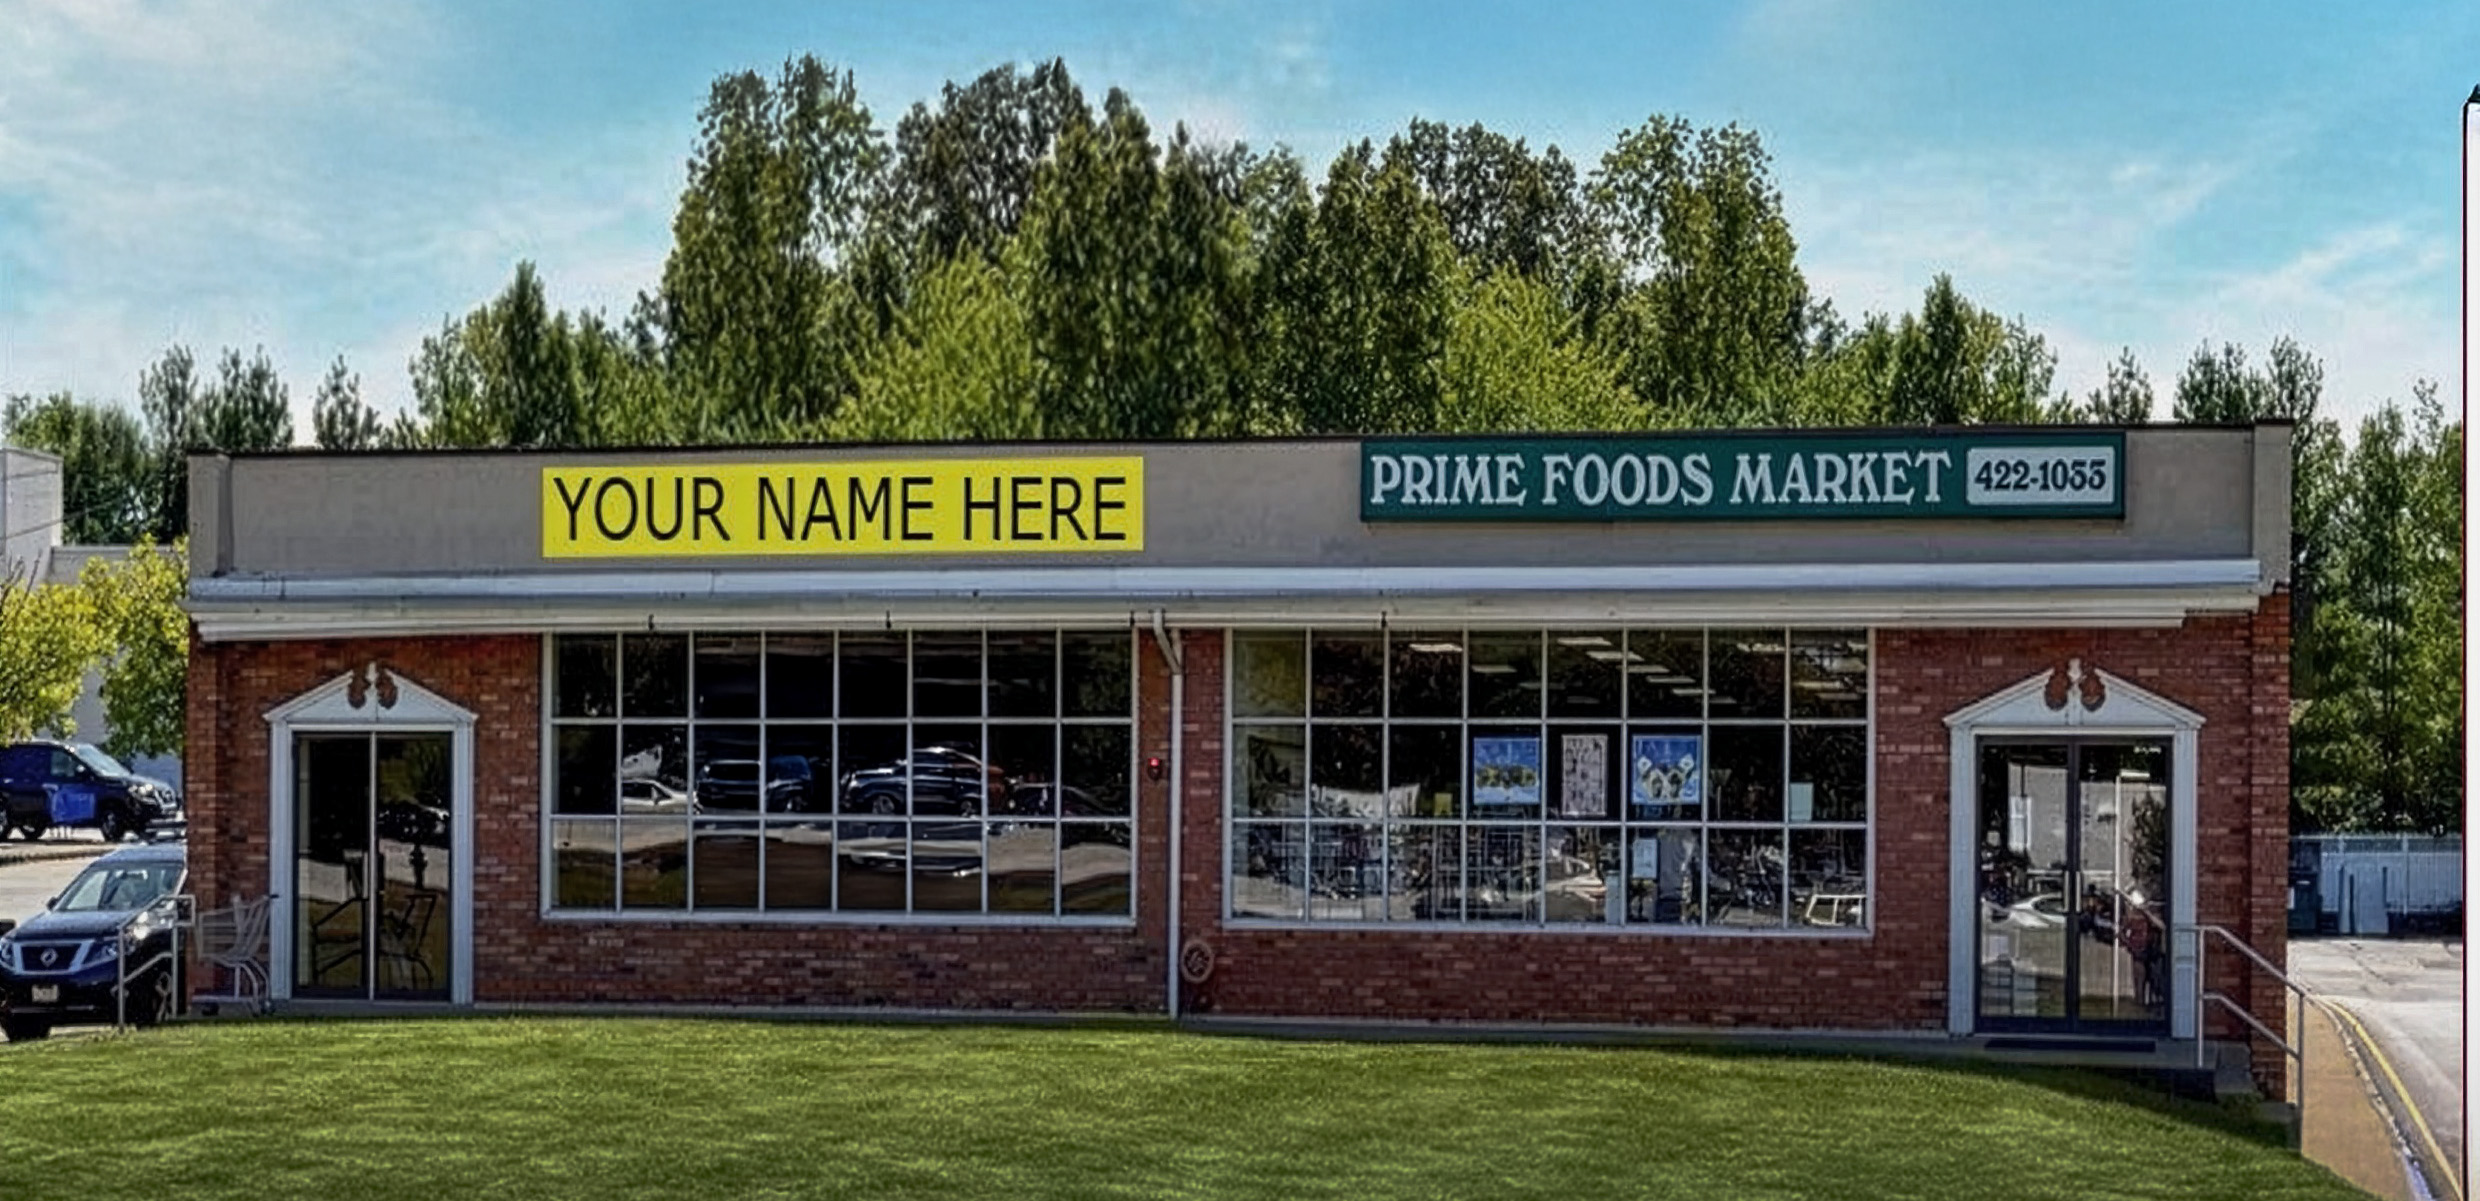 YOUR NAME HERE
PRIME FOODS MARKET 422-1055